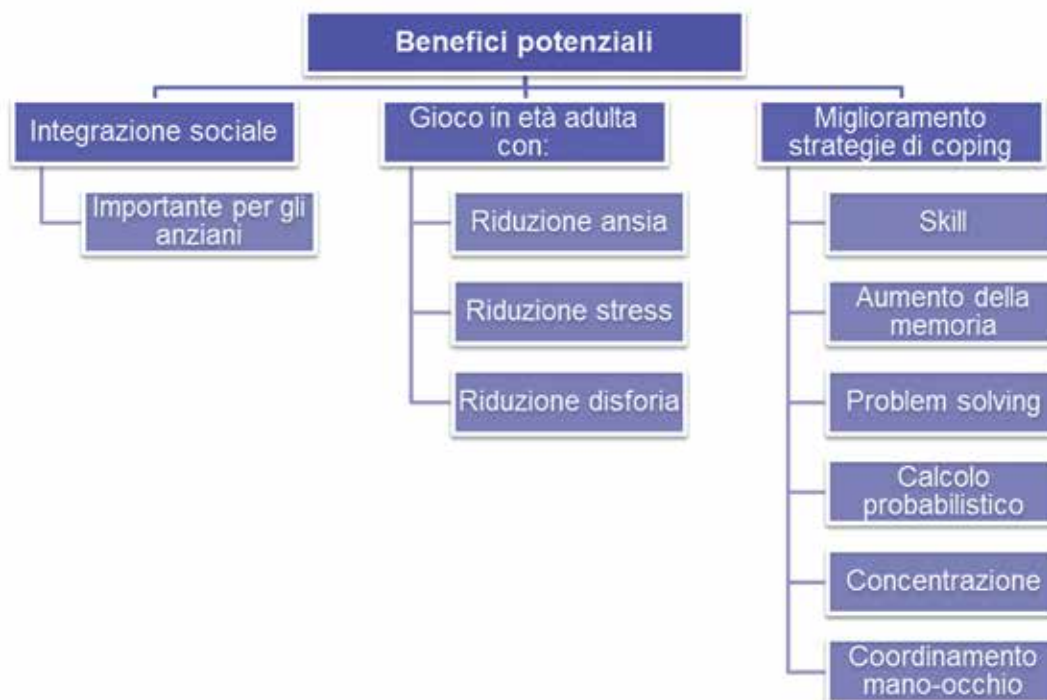 Benefici potenziali
Integrazione sociale
Importante per gli
anziani
Gioco in età adulta
con:
Riduzione ansia
Riduzione stress
Riduzione disforia
Miglioramento
strategie di coping
Skill
Aumento della
memoria
Problem solving
Calcolo
probabilistico
Concentrazione
Coordinamento
mano-occhio